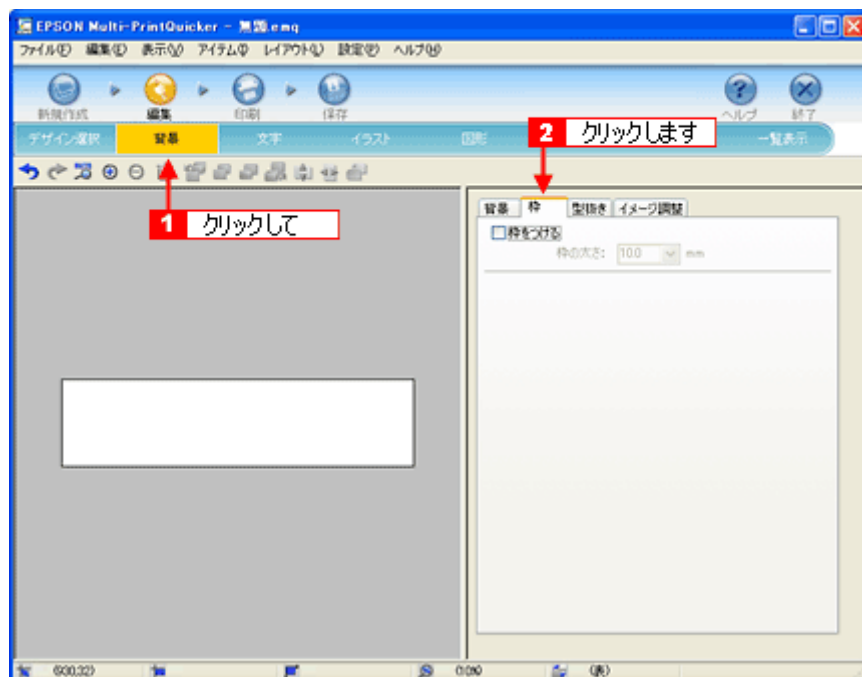 EPSON Multi-PrintQuicker - 無題.emq
ファイル(F) 編集(E) 表示(V) アイテム(I) レイアウト(L) 設定(P) ヘルプ(H)
新規作成 編集 印刷 保存 ヘルプ 終了
デザイン選択 背景 文字 イラスト 図形 一覧表示
2 クリックします
1 クリックして
背景 枠 型抜き イメージ調整
枠をつける
枠の太さ: 10.0 mm
(表)